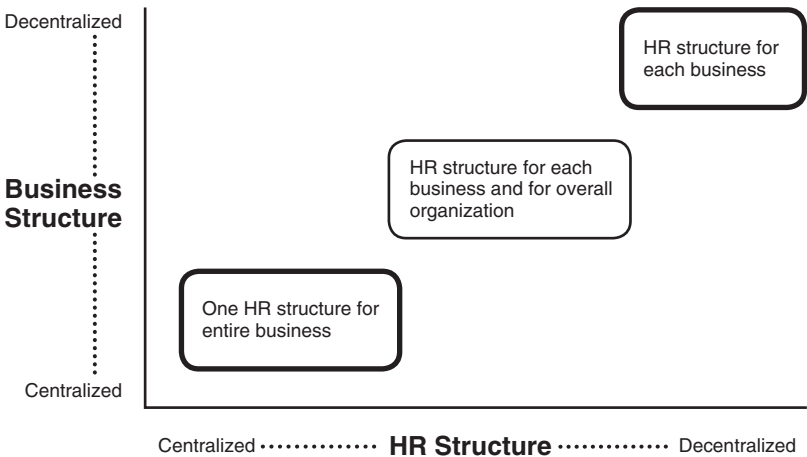 Decentralized
HR structure for
each business
HR structure for each
business and for overall
organization
Business
Structure
One HR structure for
entire business
Centralized
Centralized HR Structure Decentralized